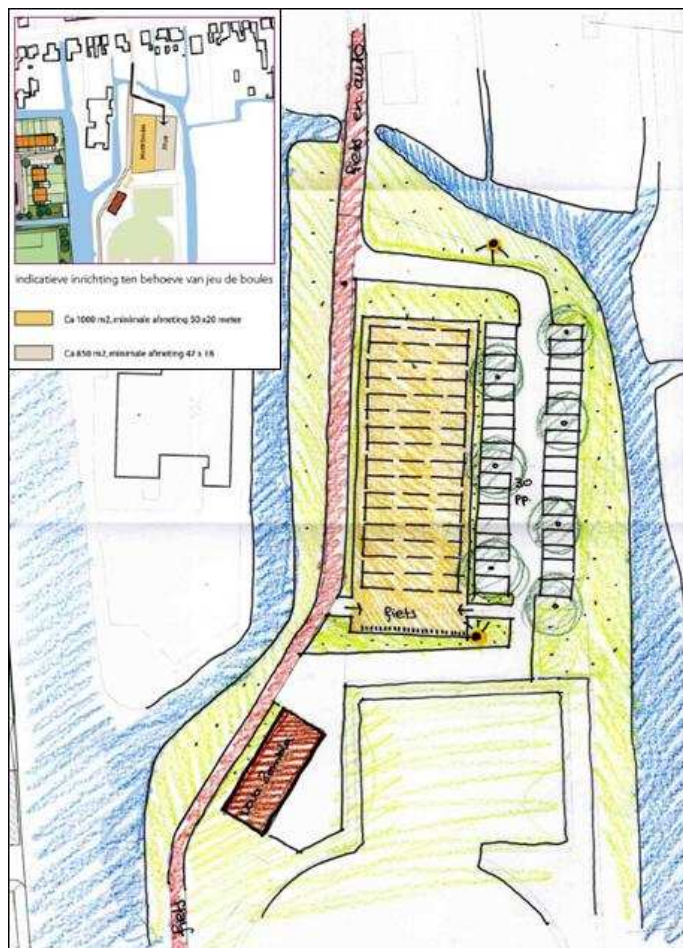 indicatieve inrichting ten behoeve van jeu de boules
Ca 1000 m2, minimale afmeting 50 x20 meter
Ca 850 m2, minimale afmeting 47 x 18
fiets en auto
30
PP
fiets
fiets